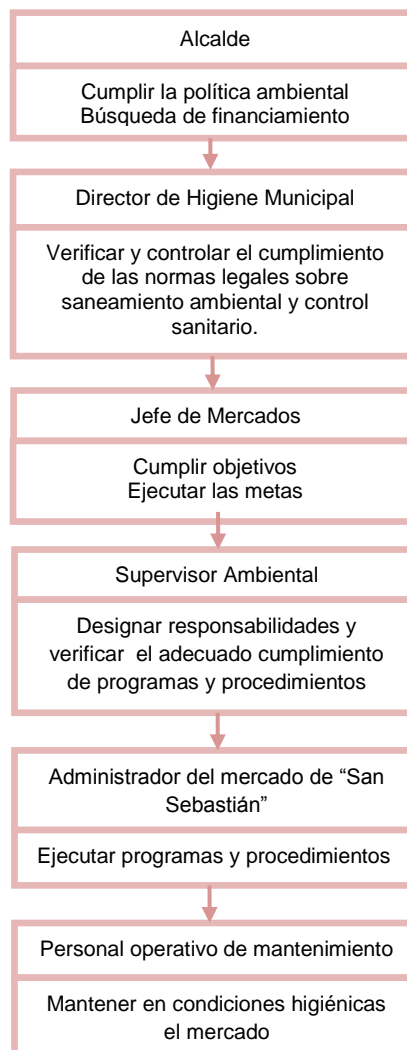 Alcalde
Cumplir la política ambiental
Búsqueda de financiamiento
Director de Higiene Municipal
Verificar y controlar el cumplimiento
de las normas legales sobre
saneamiento ambiental y control
sanitario.
Jefe de Mercados
Cumplir objetivos
Ejecutar las metas
Supervisor Ambiental
Designar responsabilidades y
verificar el adecuado cumplimiento
de programas y procedimientos
Administrador del mercado de “San
Sebastián”
Ejecutar programas y procedimientos
Personal operativo de mantenimiento
Mantener en condiciones higiénicas
el mercado